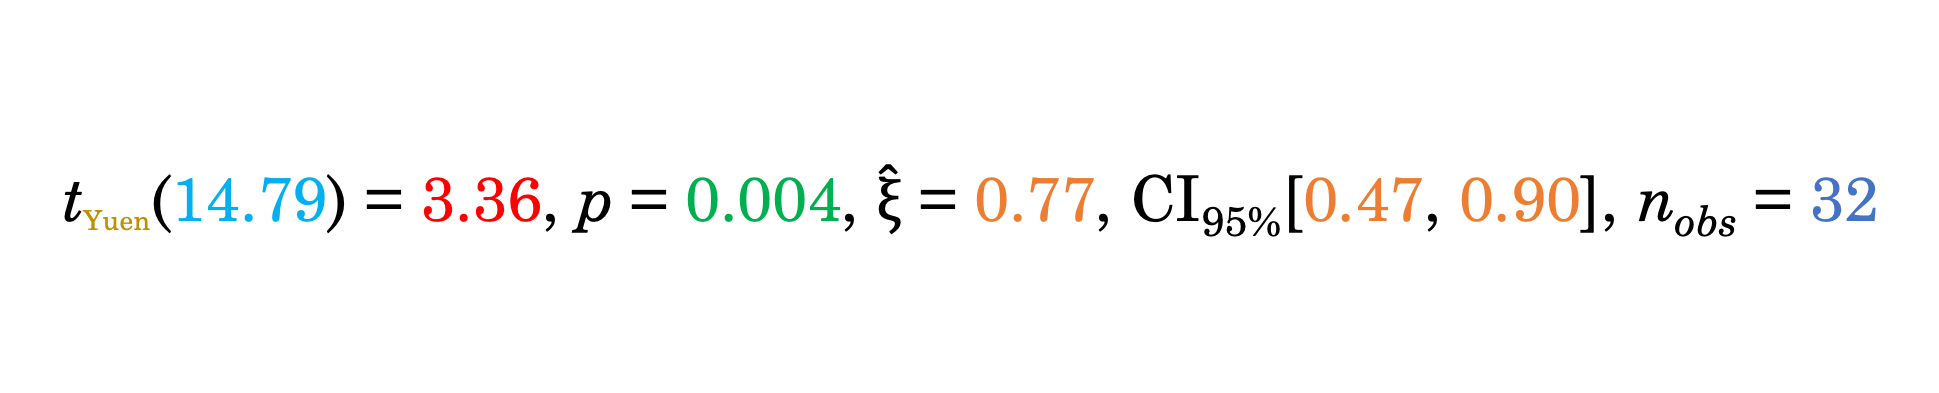 t_Yuen(14.79) = 3.36, p = 0.004, ξ̂ = 0.77, CI_95%[0.47, 0.90], n_obs = 32